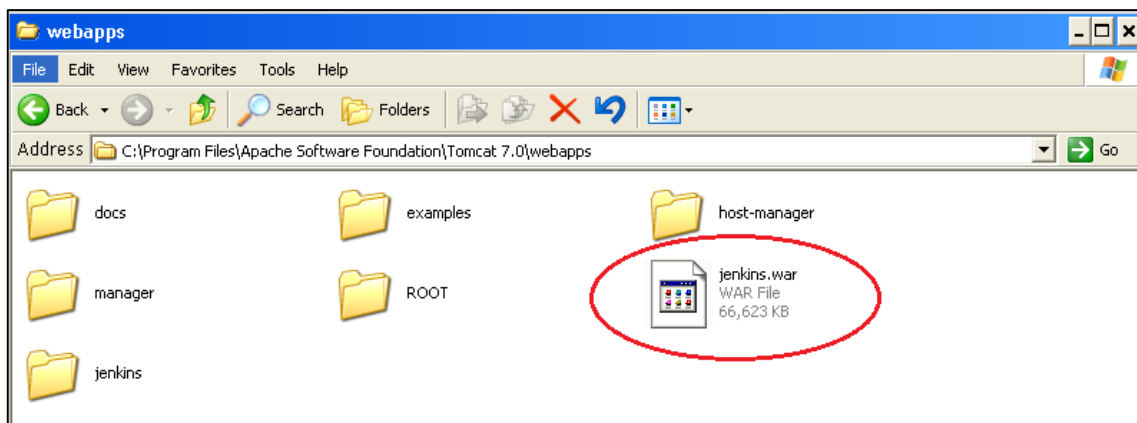 webapps
File Edit View Favorites Tools Help
Back Search Folders
Address C:\Program Files\Apache Software Foundation\Tomcat 7.0\webapps Go
docs examples host-manager
manager ROOT jenkins.war
WAR File
66,623 KB
jenkins